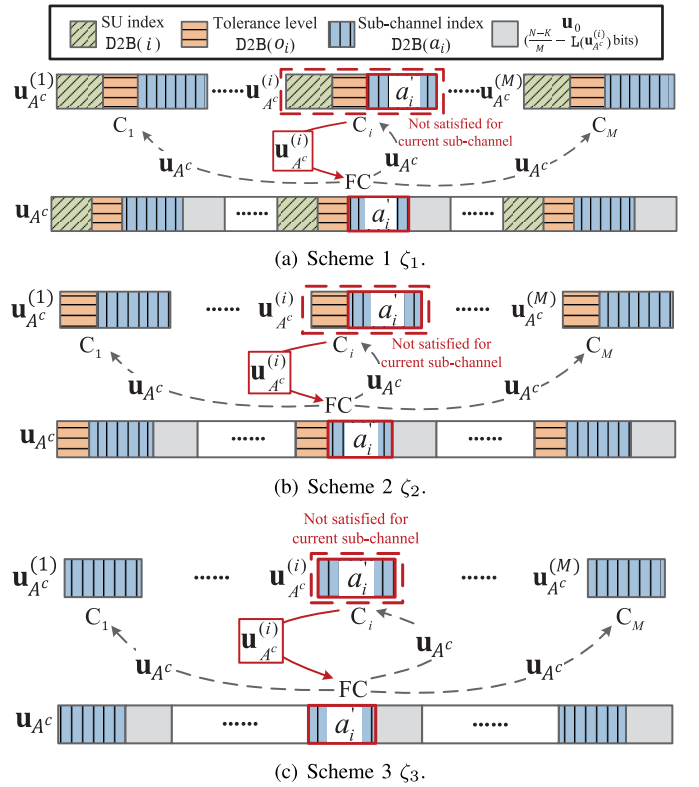 SU index
D2B(i)
Tolerance level
D2B(o_i)
Sub-channel index
D2B(a_i)
u_0
(\frac{N-K}{M} - L(u_{A^c}^{(i)}) bits)
u_{A^c}^{(1)} ...... u_{A^c}^{(i)} a_i^' ...... u_{A^c}^{(M)}
C_1 C_i Not satisfied for
current sub-channel C_M
u_{A^c}^{(i)}
u_{A^c} u_{A^c} u_{A^c}
FC
u_{A^c} ...... a_i^' ......
(a) Scheme 1 ζ_1.
u_{A^c}^{(1)} ...... u_{A^c}^{(i)} a_i^' ...... u_{A^c}^{(M)}
C_1 C_i Not satisfied for
current sub-channel C_M
u_{A^c}^{(i)}
u_{A^c} u_{A^c} u_{A^c}
FC
u_{A^c} ...... a_i^' ......
(b) Scheme 2 ζ_2.
Not satisfied for
current sub-channel
u_{A^c}^{(1)} ...... u_{A^c}^{(i)} a_i^' ...... u_{A^c}^{(M)}
C_1 C_i C_M
u_{A^c}^{(i)}
u_{A^c} u_{A^c} u_{A^c}
FC
u_{A^c} ...... a_i^' ......
(c) Scheme 3 ζ_3.